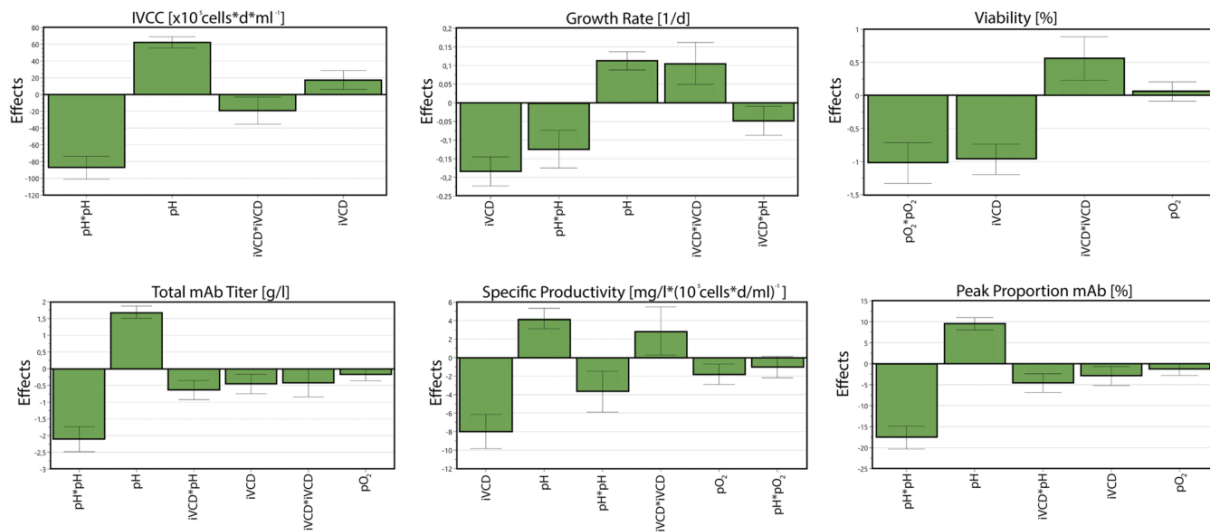 IVCC [x10⁵cells*d*ml⁻¹]
Effects
80
60
40
20
0
-20
-40
-60
-80
-100
-120
pH*pH
pH
iVCD*iVCD
iVCD
Growth Rate [1/d]
Effects
0,2
0,15
0,1
0,05
0
-0,05
-0,1
-0,15
-0,2
-0,25
iVCD
pH*pH
pH
iVCD*iVCD
iVCD*pH
Viability [%]
Effects
1
0,5
0
-0,5
-1
-1,5
pO₂*pO₂
iVCD
iVCD*iVCD
pO₂
Total mAb Titer [g/l]
Effects
2
1,5
1
0,5
0
-0,5
-1
-1,5
-2
-2,5
-3
pH*pH
pH
iVCD*pH
iVCD
iVCD*iVCD
pO₂
Specific Productivity [mg/l*(10⁵cells*d/ml)⁻¹]
Effects
6
4
2
0
-2
-4
-6
-8
-10
-12
iVCD
pH
pH*pH
iVCD*iVCD
pO₂
pH*pO₂
Peak Proportion mAb [%]
Effects
15
10
5
0
-5
-10
-15
-20
-25
pH*pH
pH
iVCD*pH
iVCD
pO₂